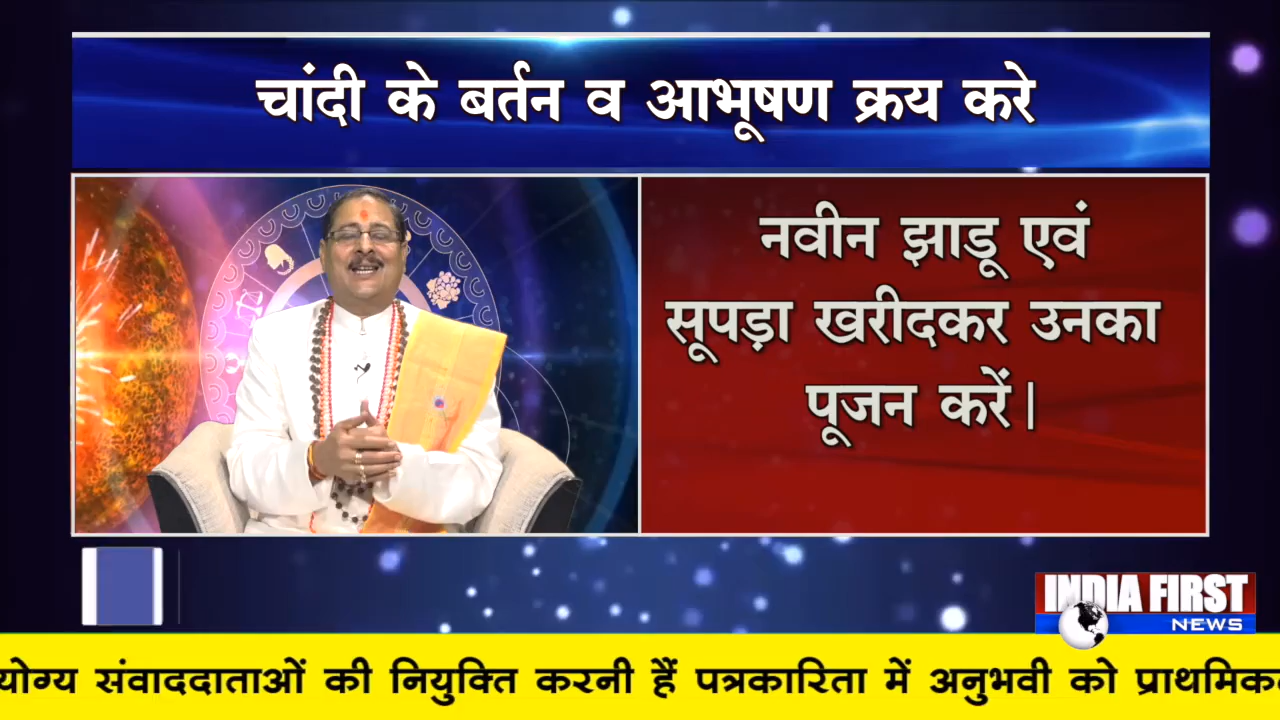 चांदी के बर्तन व आभूषण क्रय करे
नवीन झाडू एवं
सूपड़ा खरीदकर उनका
पूजन करें|
INDIA FIRST
NEWS
योग्य संवाददाताओं की नियुक्ति करनी हैं पत्रकारिता में अनुभवी को